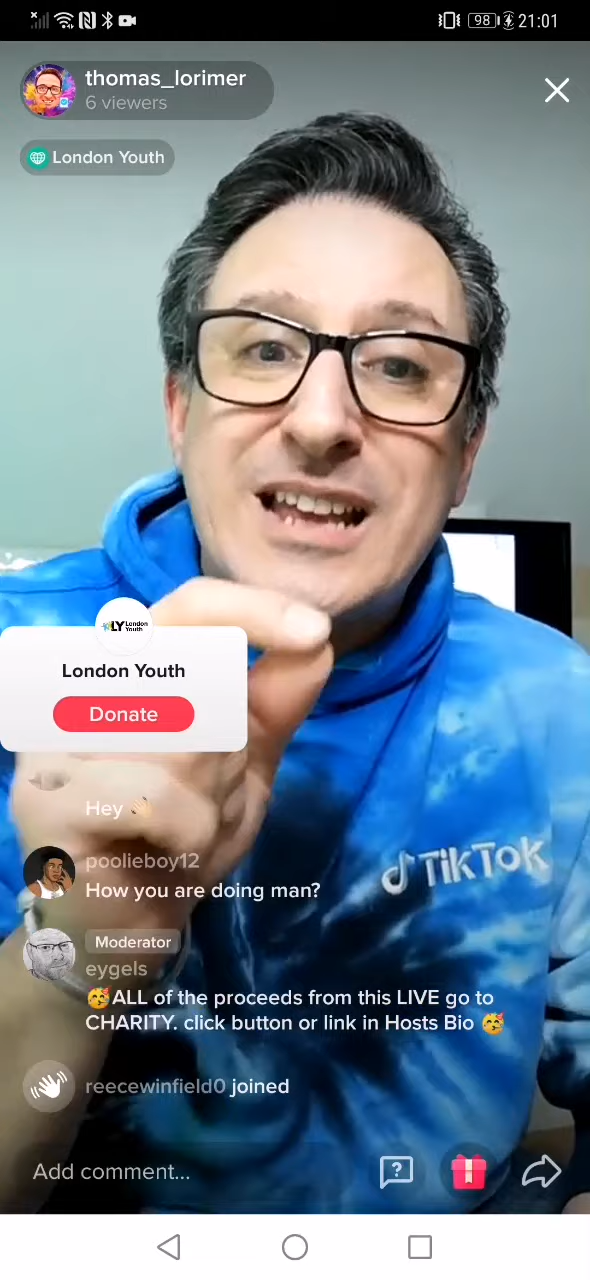 98 21:01
thomas_lorimer
6 viewers
London Youth
LY London
Youth
London Youth
Donate
Hey 👋🏻
poolieboy12
How you are doing man?
Moderator
eygels
🥳ALL of the proceeds from this LIVE go to
CHARITY. click button or link in Hosts Bio 🥳
TikTok
reecewinfield0 joined
Add comment...